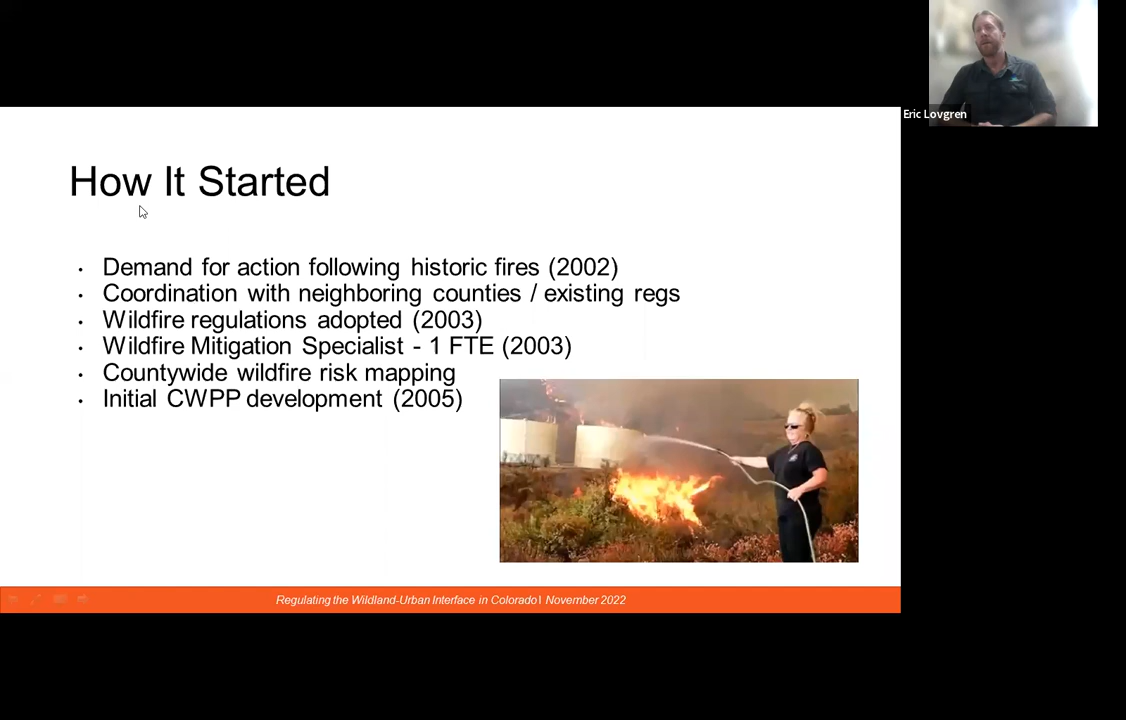 Eric Lovgren
How It Started
• Demand for action following historic fires (2002)
• Coordination with neighboring counties / existing regs
• Wildfire regulations adopted (2003)
• Wildfire Mitigation Specialist - 1 FTE (2003)
• Countywide wildfire risk mapping
• Initial CWPP development (2005)
Regulating the Wildland-Urban Interface in Colorado| November 2022